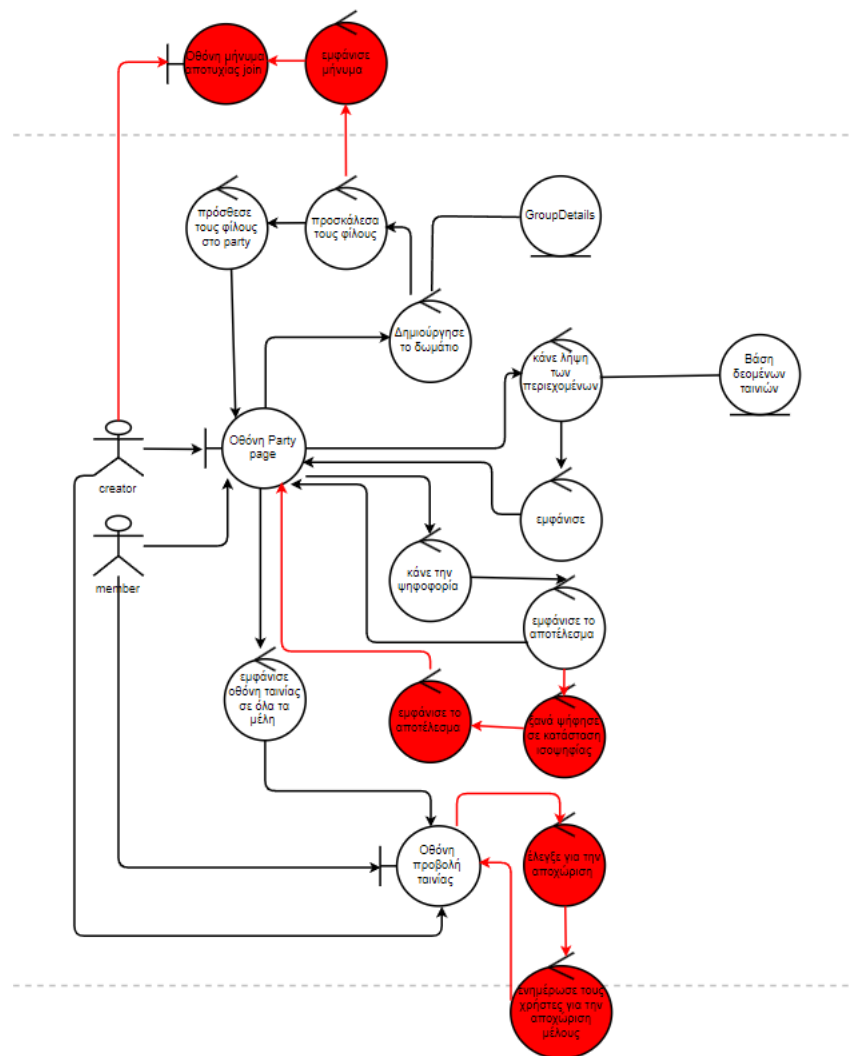 Οθόνη μήνυμα
αποτυχίας join
εμφάνισε
μήνυμα
πρόσθεσε
τους φίλους
στο party
προσκάλεσα
τους φίλους
GroupDetails
Δημιούργησε
το δωμάτιο
κάνε λήψη
των
περιεχομένων
Βάση
δεομένων
ταινιών
Οθόνη Party
page
creator
εμφάνισε
member
κάνε την
ψηφοφορία
εμφάνισε το
αποτέλεσμα
εμφάνισε
οθόνη ταινίας
σε όλα τα
μέλη
εμφάνισε το
αποτέλεσμα
ξανά ψήφησε
σε κατάσταση
ισοψηφίας
Οθόνη
προβολή
ταινίας
έλεγξε για την
αποχώριση
ενημέρωσε τους
χρήστες για την
αποχώριση
μέλους